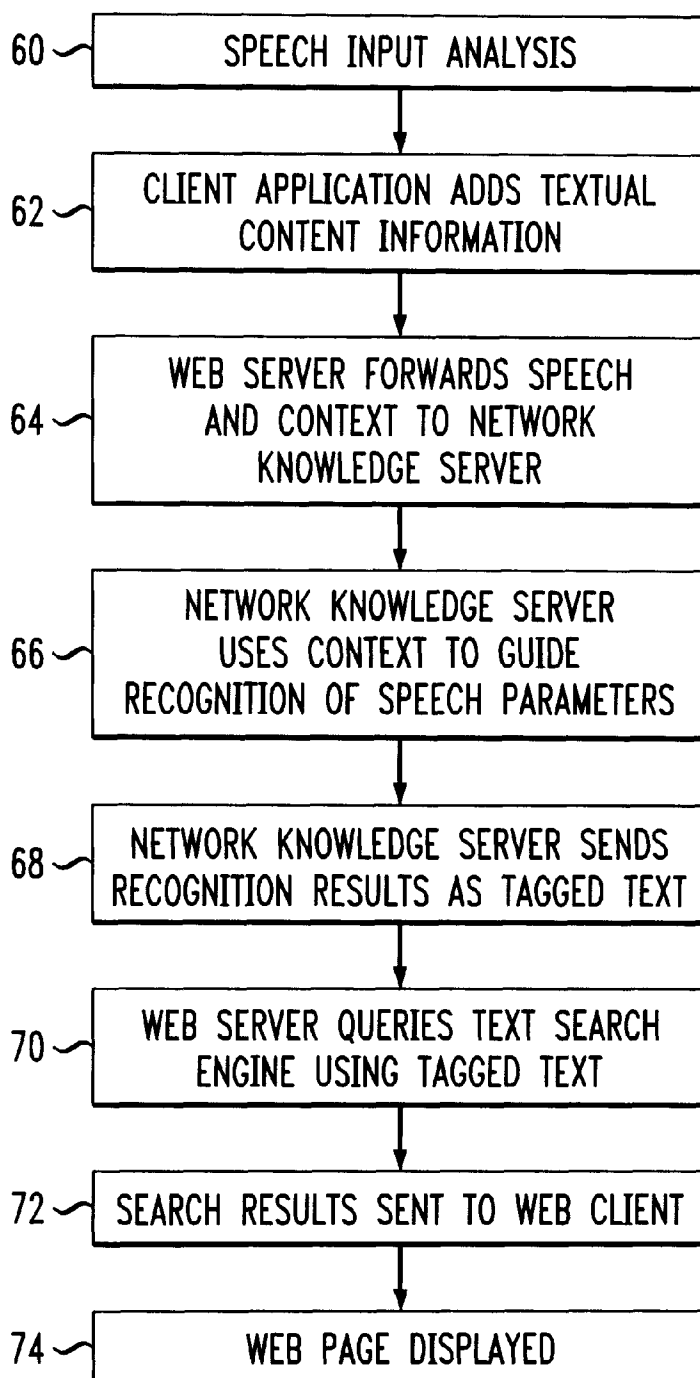 60 SPEECH INPUT ANALYSIS
62 CLIENT APPLICATION ADDS TEXTUAL
CONTENT INFORMATION
64 WEB SERVER FORWARDS SPEECH
AND CONTEXT TO NETWORK
KNOWLEDGE SERVER
66 NETWORK KNOWLEDGE SERVER
USES CONTEXT TO GUIDE
RECOGNITION OF SPEECH PARAMETERS
68 NETWORK KNOWLEDGE SERVER SENDS
RECOGNITION RESULTS AS TAGGED TEXT
70 WEB SERVER QUERIES TEXT SEARCH
ENGINE USING TAGGED TEXT
72 SEARCH RESULTS SENT TO WEB CLIENT
74 WEB PAGE DISPLAYED